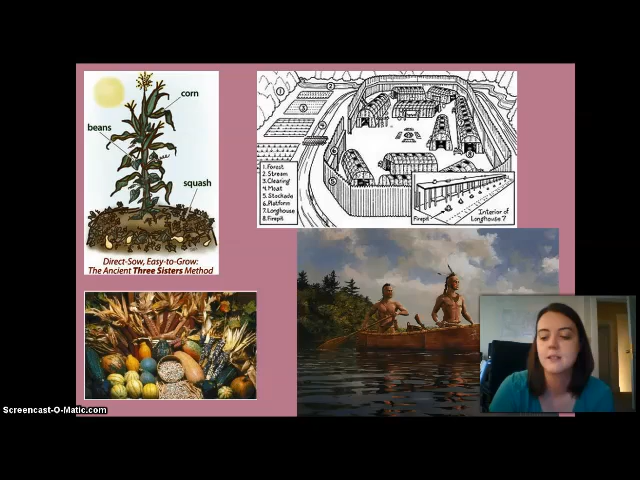 corn
beans
squash
Direct-Sow, Easy-to-Grow:
The Ancient Three Sisters Method
1. Forest
2. Stream
3. Clearing
4. Moat
5. Stockade
6. Platform
7. Longhouse
8. Firepit
Firepit
Interior of
Longhouse 7
Screencast-O-Matic.com